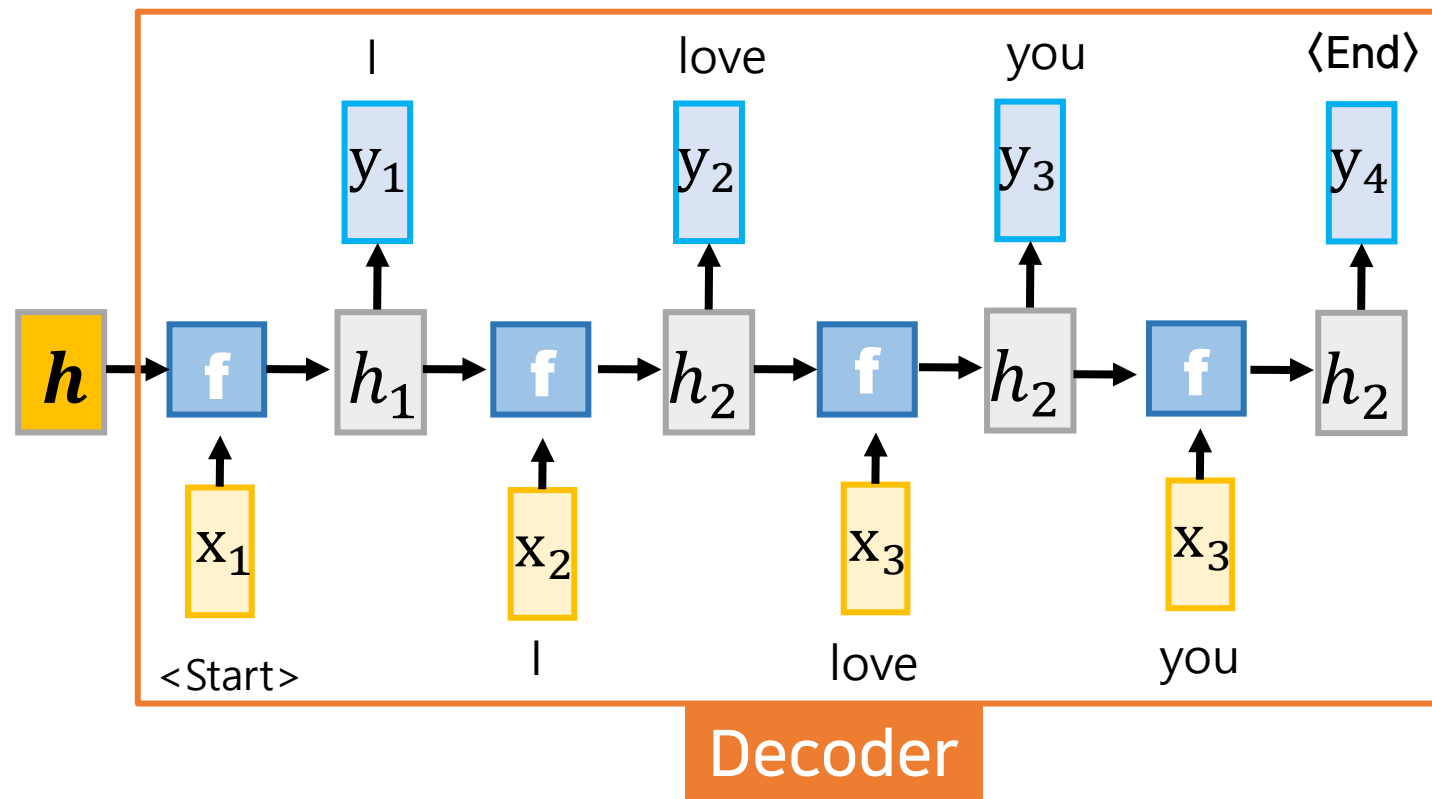 I love you ⟨End⟩
y₁ y₂ y₃ y₄
h f h₁ f h₂ f h₂ f h₂
x₁ x₂ x₃ x₃
<Start> I love you
Decoder